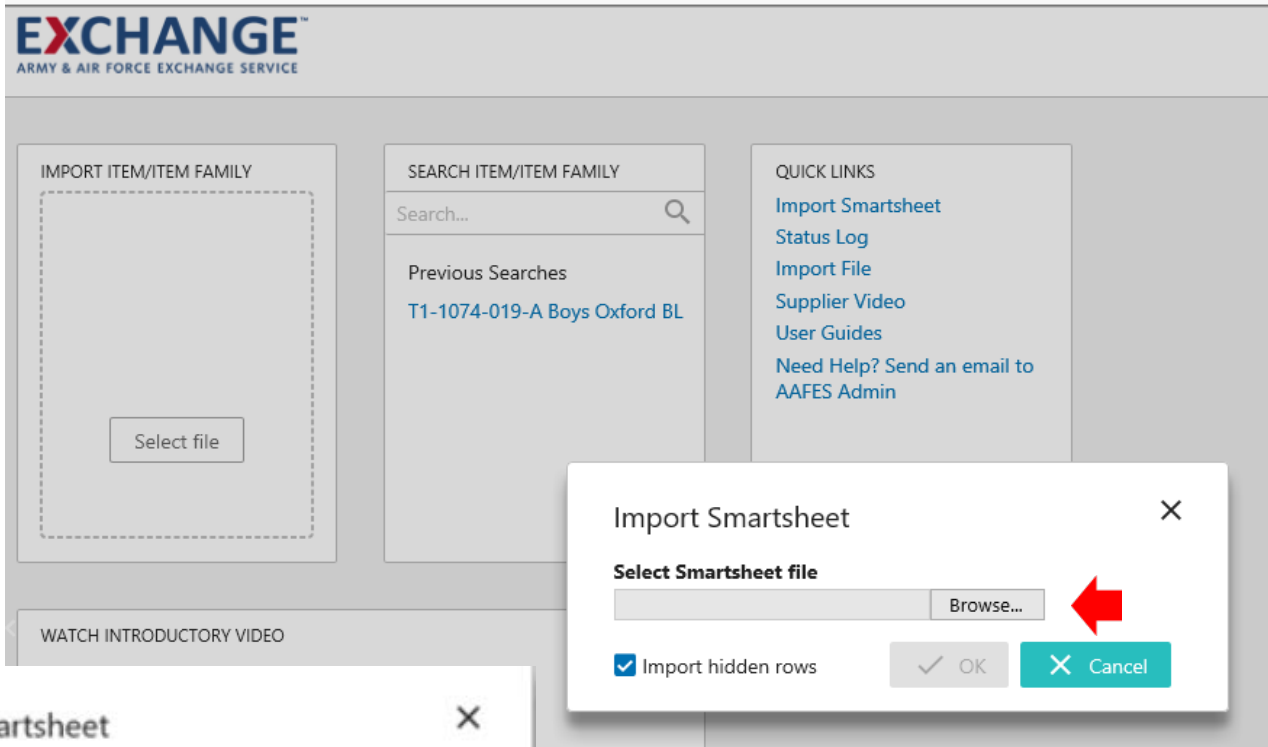 EXCHANGE™
ARMY & AIR FORCE EXCHANGE SERVICE
IMPORT ITEM/ITEM FAMILY
Select file
SEARCH ITEM/ITEM FAMILY
Search...
Previous Searches
T1-1074-019-A Boys Oxford BL
QUICK LINKS
Import Smartsheet
Status Log
Import File
Supplier Video
User Guides
Need Help? Send an email to
AAFES Admin
Import Smartsheet
Select Smartsheet file
Browse...
Import hidden rows
OK
Cancel
WATCH INTRODUCTORY VIDEO
artsheet